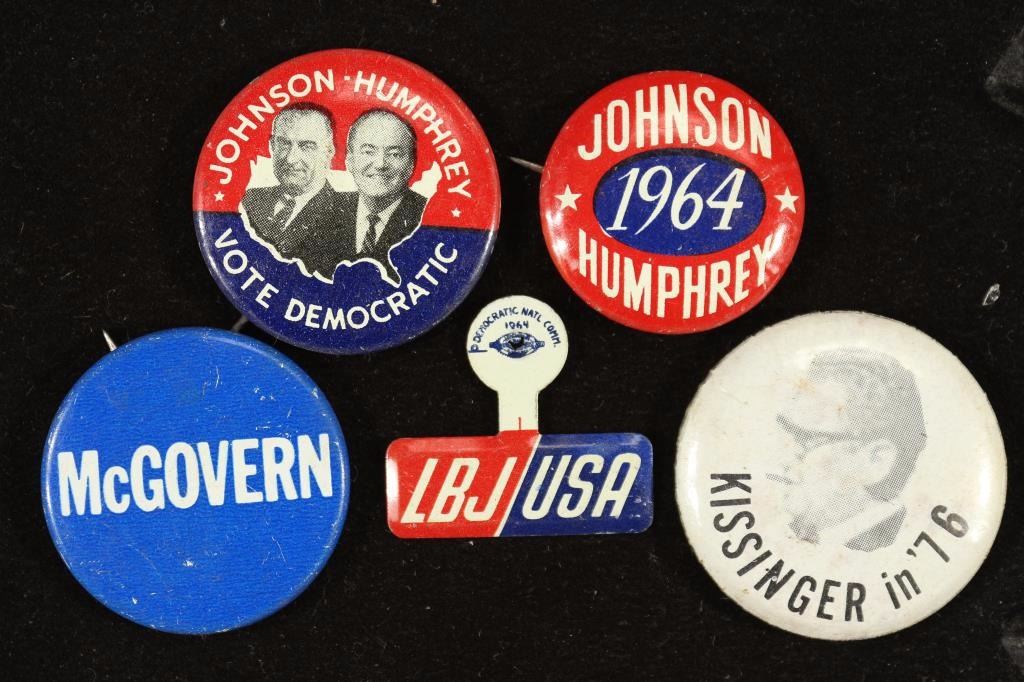 JOHNSON · HUMPHREY
VOTE DEMOCRATIC
JOHNSON
1964
HUMPHREY
DEMOCRATIC NATL COMM.
1964
LBJ/USA
McGOVERN
KISSINGER in '76